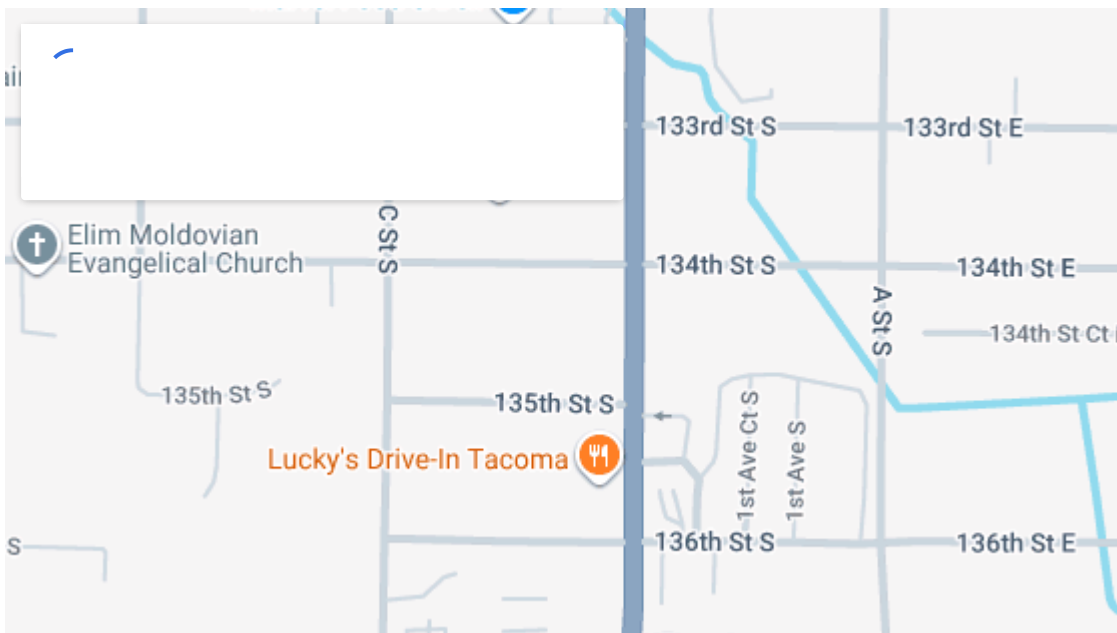 133rd St S
133rd St E
C St S
Elim Moldovian
Evangelical Church
134th St S
134th St E
A St S
134th St Ct
135th St S
135th St S
Lucky's Drive-In Tacoma
1st Ave Ct S
1st Ave S
S
136th St S
136th St E